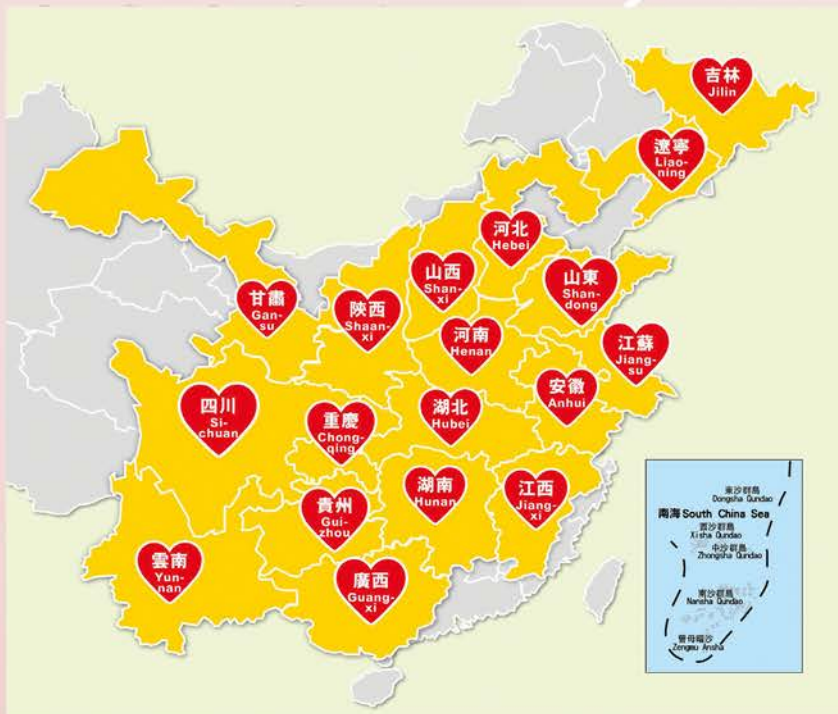 吉林
Jilin
遼寧
Liao-
ning
河北
Hebei
山西
Shan-
xi
山東
Shan-
dong
甘肅
Gan-
su
陝西
Shaan-
xi
河南
Henan
江蘇
Jiang-
su
四川
Si-
chuan
重慶
Chong-
qing
湖北
Hubei
安徽
Anhui
貴州
Gui-
zhou
湖南
Hunan
江西
Jiang-
xi
雲南
Yun-
nan
廣西
Guang-
xi
東沙群島
Dongsha Qundao
南海 South China Sea
西沙群島
Xisha Qundao
中沙群島
Zhongsha Qundao
南沙群島
Nansha Qundao
曾母暗沙
Zengmu Ansha